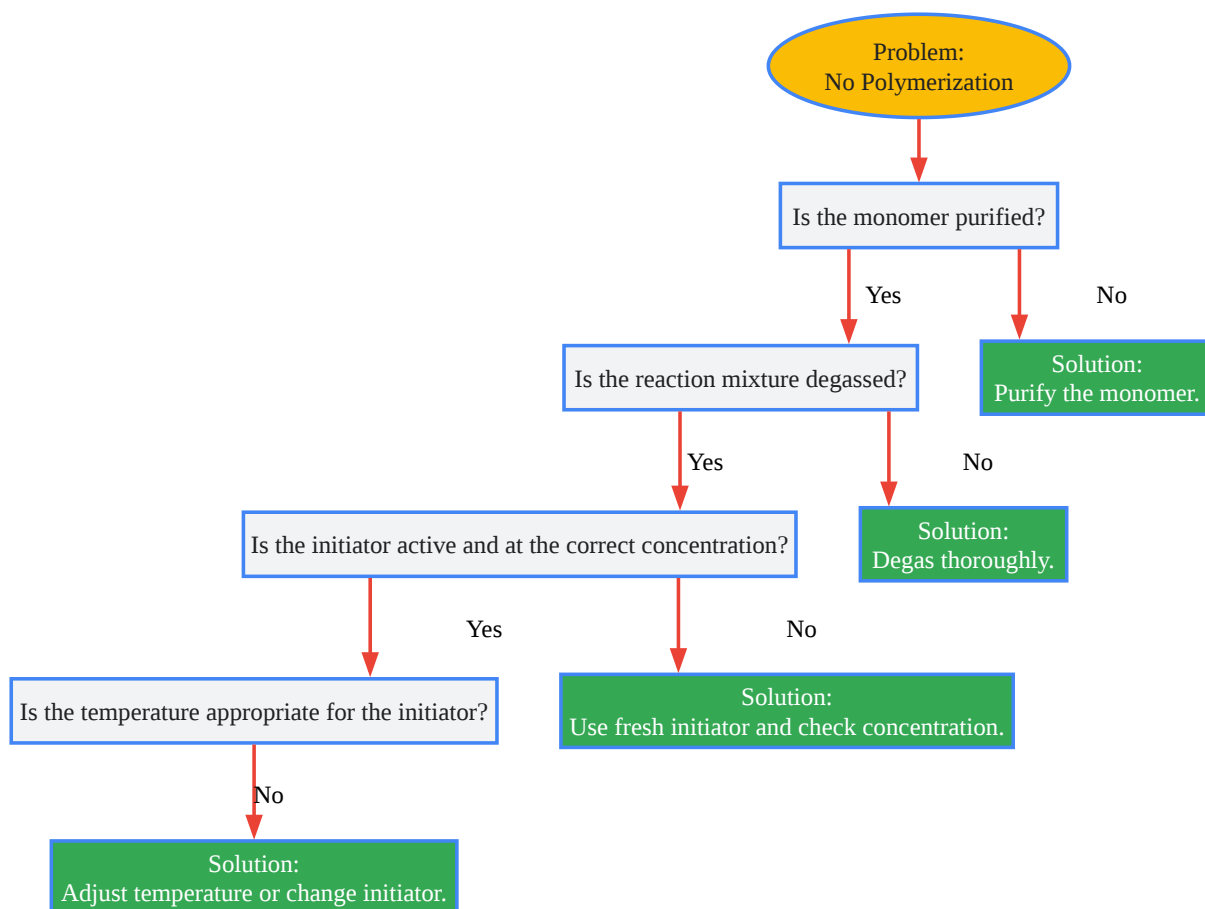 Problem:
No Polymerization
Is the monomer purified?
Yes
No
Is the reaction mixture degassed?
Solution:
Purify the monomer.
Yes
No
Is the initiator active and at the correct concentration?
Solution:
Degas thoroughly.
Yes
No
Is the temperature appropriate for the initiator?
Solution:
Use fresh initiator and check concentration.
No
Solution:
Adjust temperature or change initiator.